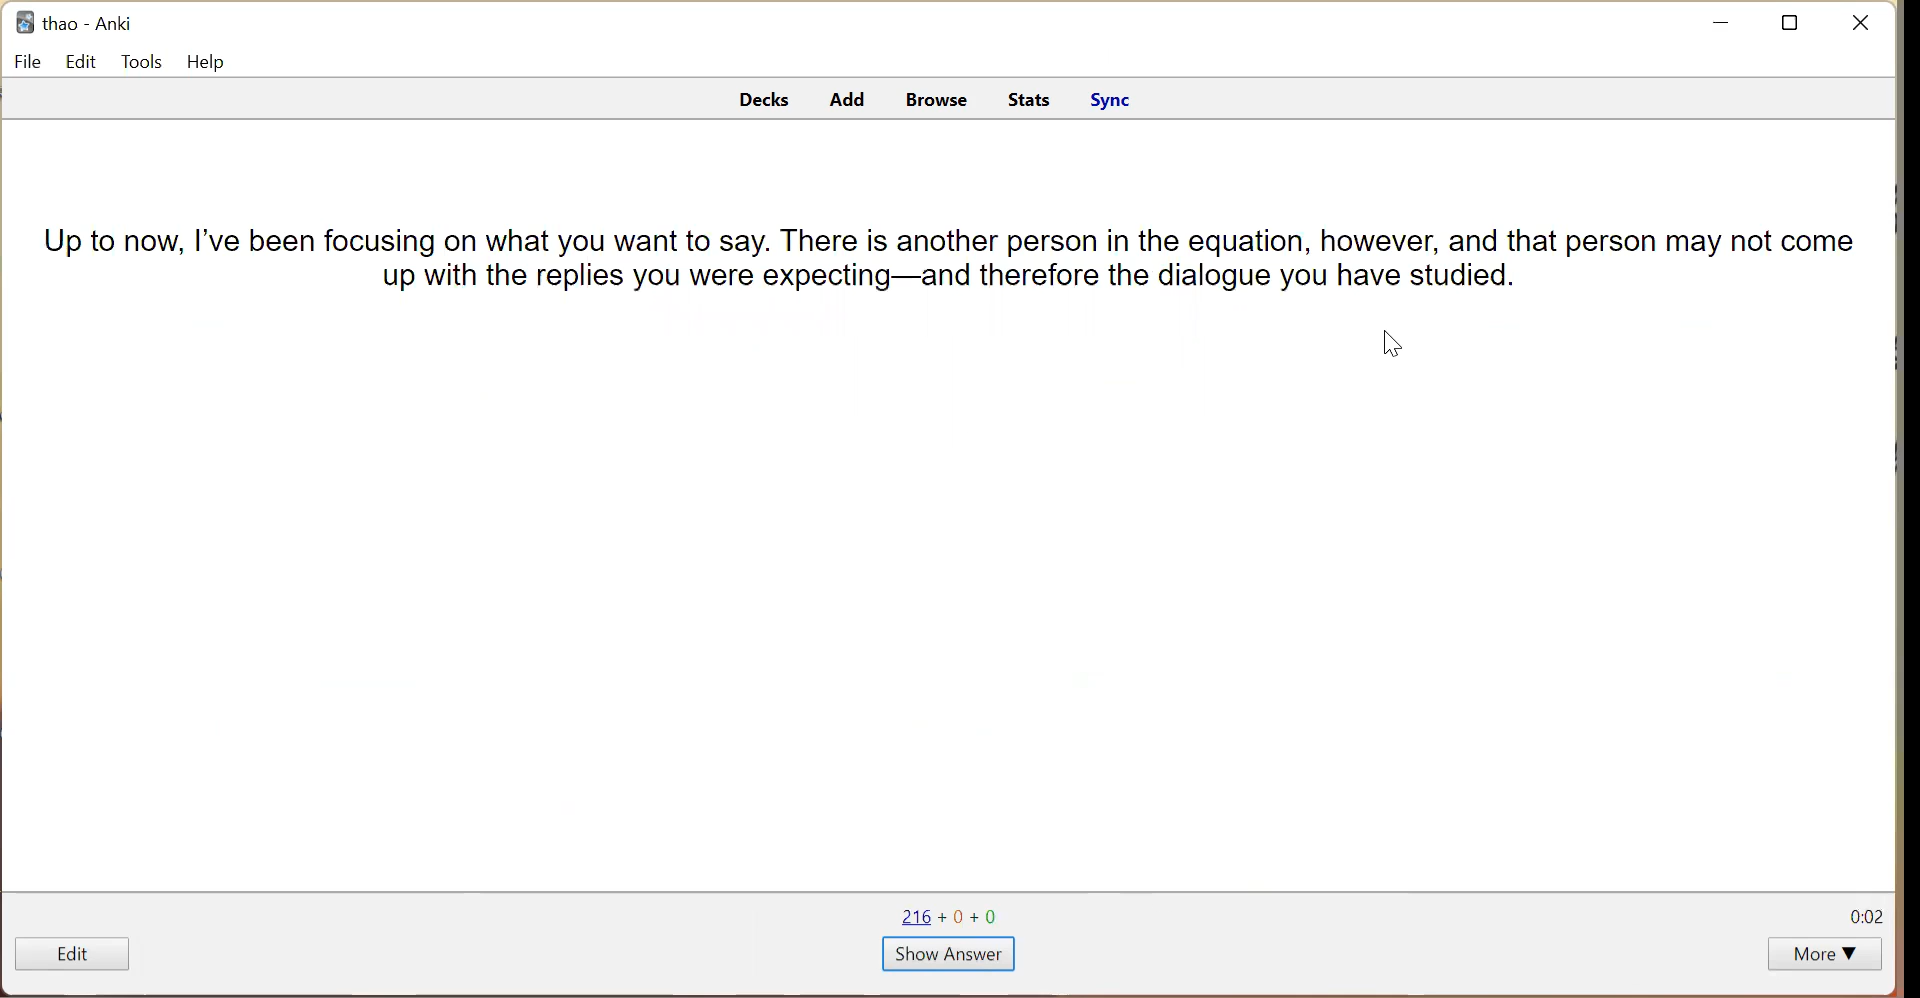 thao - Anki
File Edit Tools Help
Decks Add Browse Stats Sync
Up to now, I’ve been focusing on what you want to say. There is another person in the equation, however, and that person may not come
up with the replies you were expecting—and therefore the dialogue you have studied.
216 + 0 + 0 0:02
Edit Show Answer More ▼